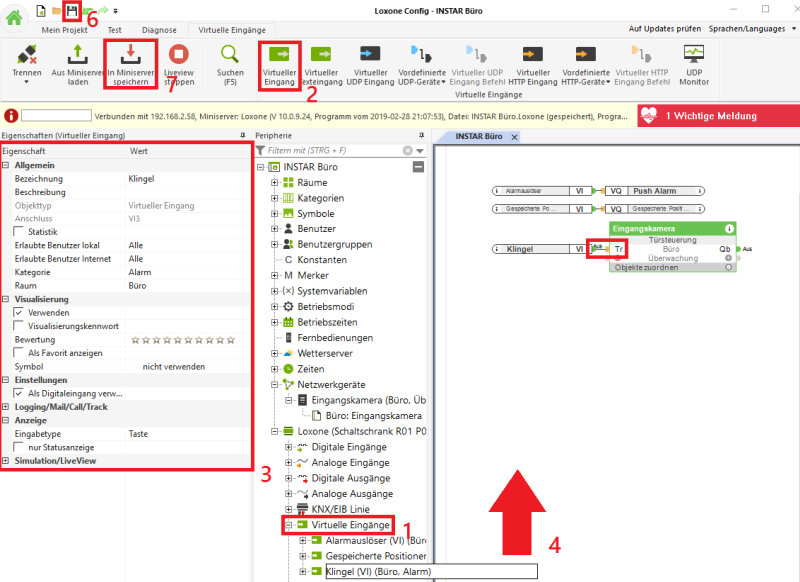 Loxone Config - INSTAR Büro
6
Mein Projekt Test Diagnose Virtuelle Eingänge Auf Updates prüfen Sprachen/Languages
Trennen
Aus Miniserver laden
In Miniserver speichern
Liveview stoppen
Suchen (F5)
Virtueller Eingang
Virtueller Texteingang
Virtueller UDP Eingang
Vordefinierte UDP-Geräte
Virtueller UDP Eingang Befehl
Virtueller HTTP Eingang
Vordefinierte HTTP-Geräte
Virtueller HTTP Eingang Befehl
UDP Monitor
7
2
Virtuelle Eingänge
Verbunden mit 192.168.2.58, Miniserver: Loxone (V 10.0.9.24, Programm vom 2019-02-28 21:07:53), Datei: INSTAR Büro.Loxone (gespeichert), Progra...
1 Wichtige Meldung
Eigenschaften (Virtueller Eingang)
Eigenschaft Wert
Allgemein
Bezeichnung Klingel
Beschreibung
Objekttyp Virtueller Eingang
Anschluss VI3
Statistik
Erlaubte Benutzer lokal Alle
Erlaubte Benutzer Internet Alle
Kategorie Alarm
Raum Büro
Visualisierung
Verwenden
Visualisierungskennwort
Bewertung
Als Favorit anzeigen
Symbol nicht verwenden
Einstellungen
Als Digitaleingang verw...
Logging/Mail/Call/Track
Anzeige
Eingabetype Taste
nur Statusanzeige
Simulation/LiveView
3
Peripherie
Filtern mit (STRG + F)
INSTAR Büro
Räume
Kategorien
Symbole
Benutzer
Benutzergruppen
Konstanten
M Merker
Systemvariablen
Betriebsmodi
Betriebszeiten
Fernbedienungen
Wetterserver
Zeiten
Netzwerkgeräte
Eingangskamera (Büro, Üb
Büro: Eingangskamera
Loxone (Schaltschrank R01 P0
Digitale Eingänge
Analoge Eingänge
Digitale Ausgänge
Analoge Ausgänge
KNX/EIB Linie
Virtuelle Eingänge
1
Alarmauslöser (VI) (Bür
Gespeicherte Positioner
Klingel (VI) (Büro, Alarm)
INSTAR Büro
Alarmauslöser VI VQ Push Alarm
Gespeicherte Po... VI VQ Gespeicherte Positi...
Eingangskamera
Türsteuerung
Klingel VI Aus Tr Büro Qb Aus
Überwachung
Objekte zuordnen
4